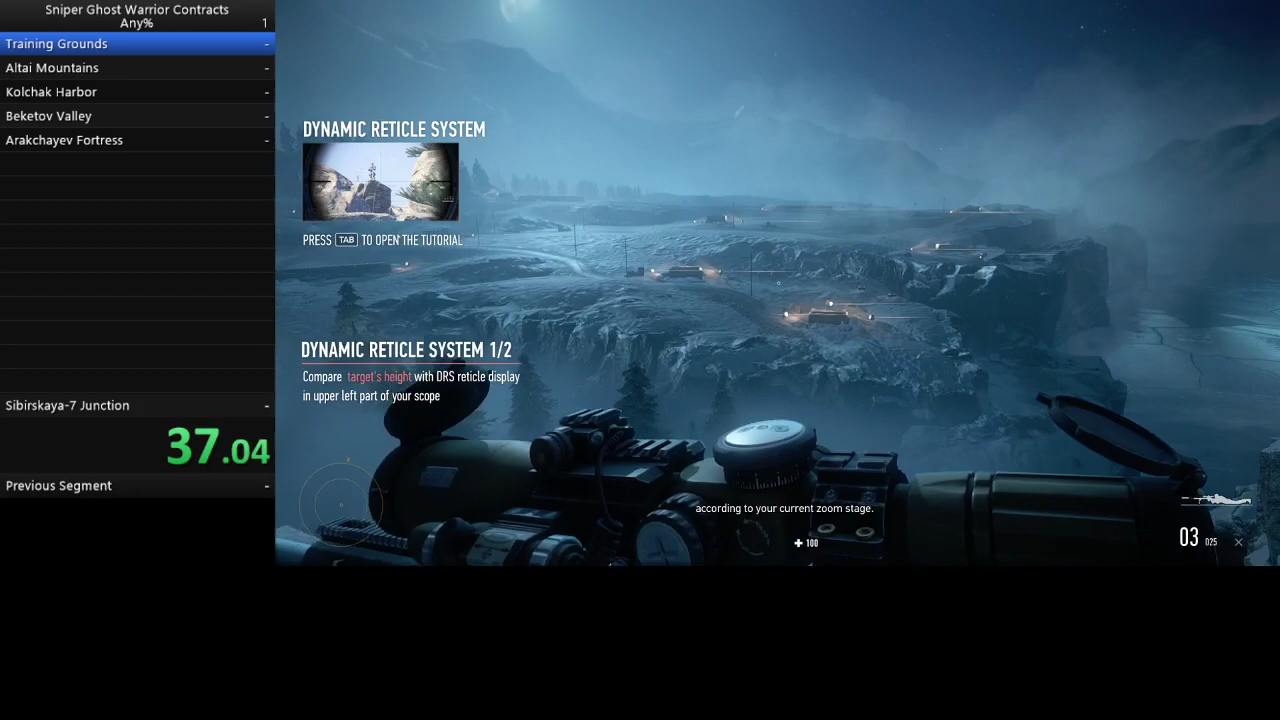 Sniper Ghost Warrior Contracts
Any%
1
Training Grounds -
Altai Mountains -
Kolchak Harbor -
Beketov Valley -
Arakchayev Fortress -
Sibirskaya-7 Junction -
37.04
Previous Segment -
DYNAMIC RETICLE SYSTEM
PRESS TAB TO OPEN THE TUTORIAL
DYNAMIC RETICLE SYSTEM 1/2
Compare target's height with DRS reticle display
in upper left part of your scope
according to your current zoom stage.
100
03 025